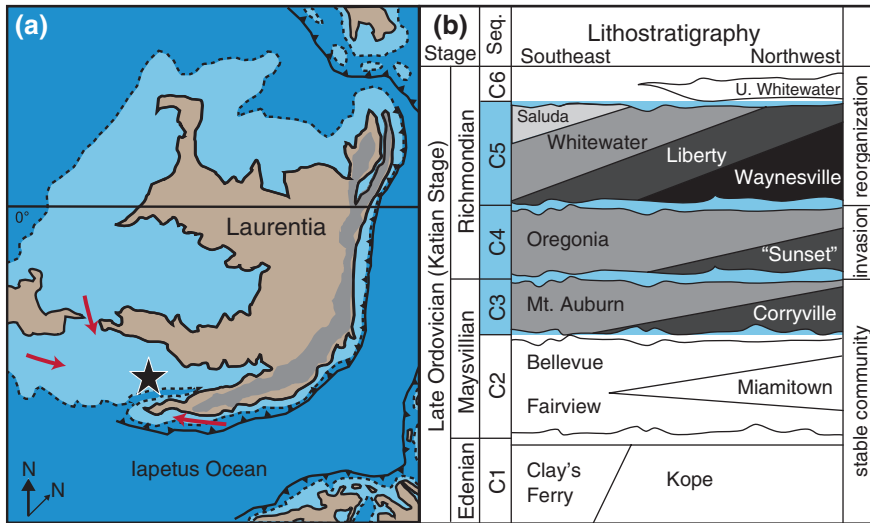 (a)
0°
Laurentia
Iapetus Ocean
N
N
(b)
Stage
Seq.
Lithostratigraphy
Southeast
Northwest
Late Ordovician (Katian Stage)
Richmondian
Maysvillian
Edenian
C6
C5
C4
C3
C2
C1
U. Whitewater
Saluda
Whitewater
Liberty
Waynesville
Oregonia
“Sunset”
Mt. Auburn
Corryville
Bellevue
Miamitown
Fairview
Clay's
Ferry
Kope
reorganization
invasion
stable community